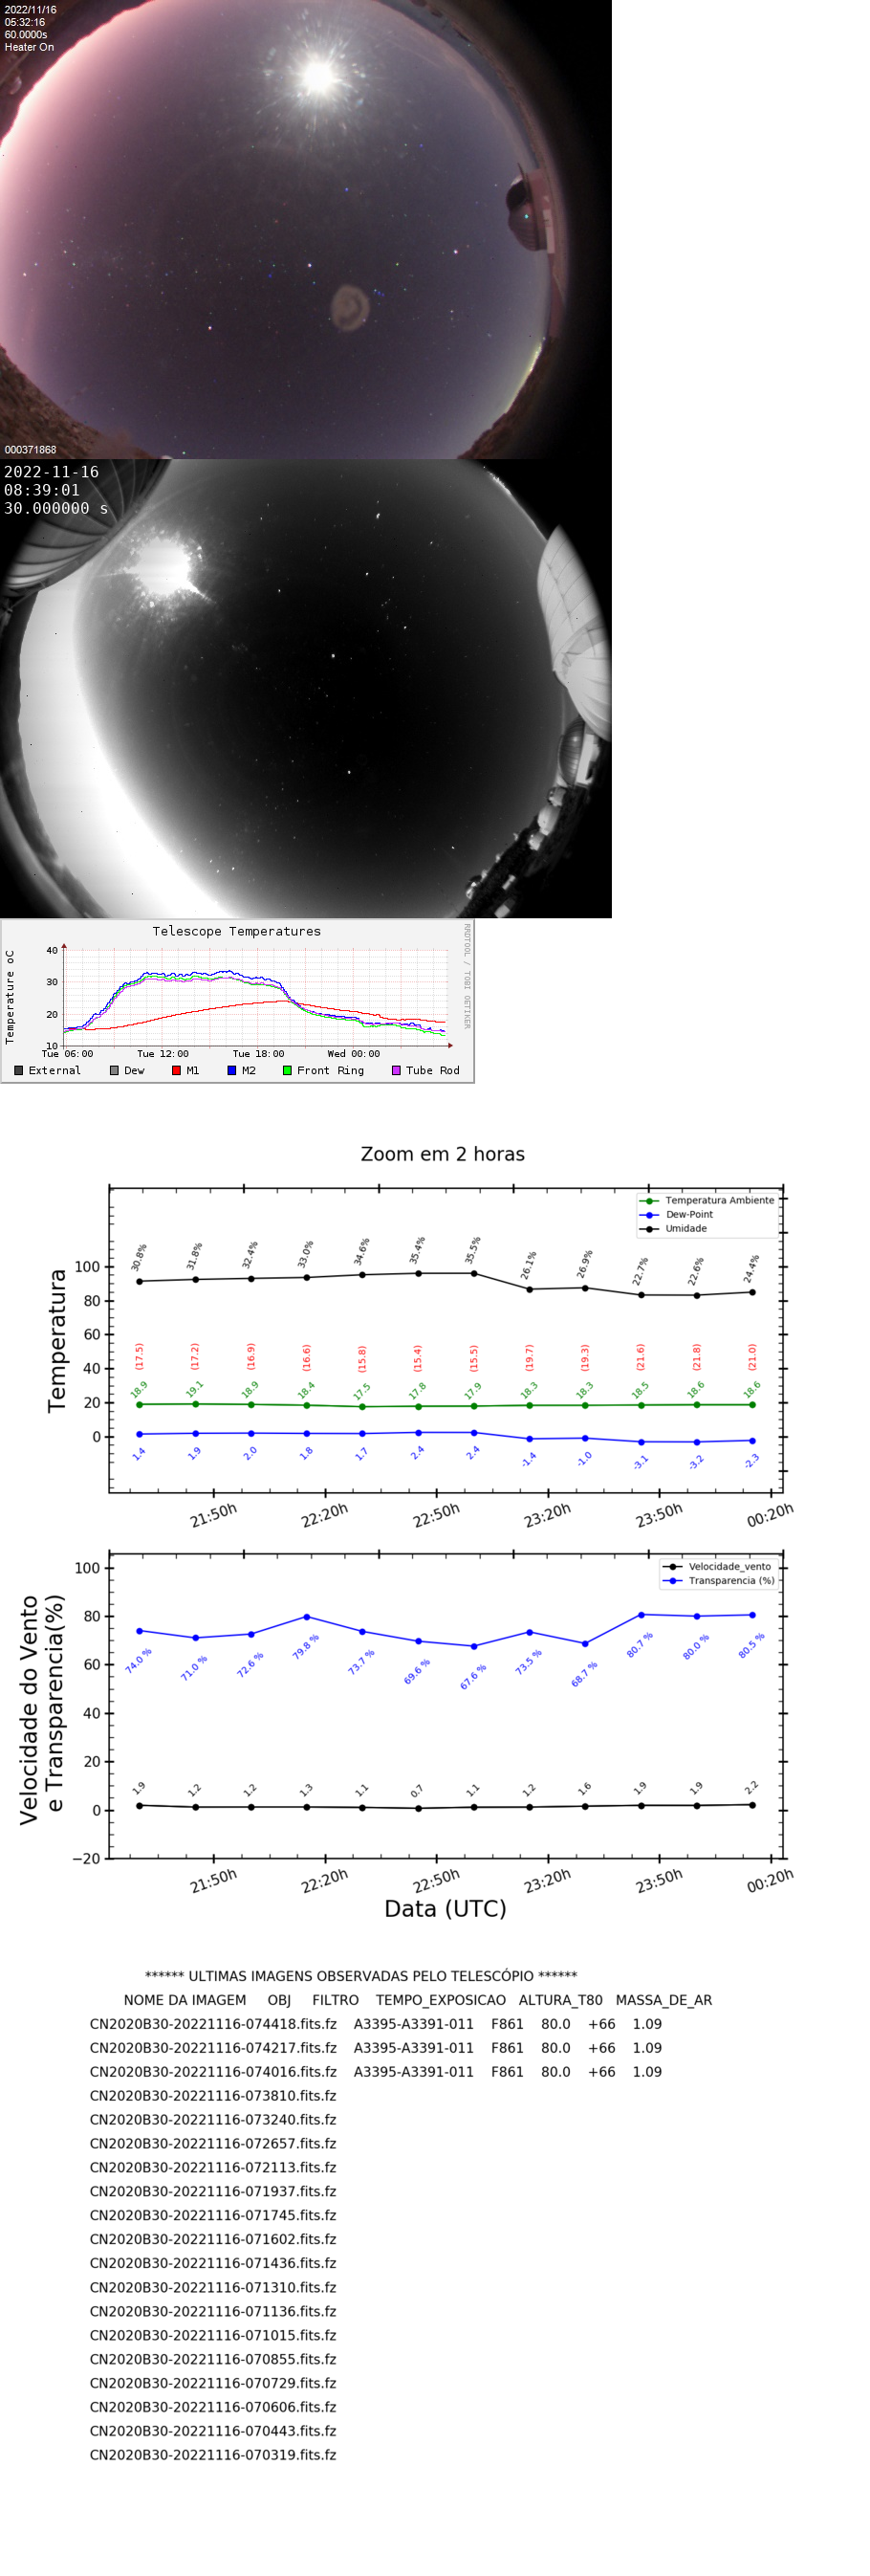 2022/11/16
05:32:16
60.0000s
Heater On
000371868
2022-11-16
08:39:01
30.000000 s
Telescope Temperatures
RRDTOOL / TOBI OETIKER
Temperature oC
40
30
20
10
Tue 06:00 Tue 12:00 Tue 18:00 Wed 00:00
External Dew M1 M2 Front Ring Tube Rod
Zoom em 2 horas
Temperatura Ambiente
Dew-Point
Umidade
Temperatura
100
80
60
40
20
0
30.8% 31.8% 32.4% 33.0% 34.6% 35.4% 35.5% 26.1% 26.9% 22.7% 22.6% 24.4%
(17.5) (17.2) (16.9) (16.6) (15.8) (15.4) (15.5) (19.7) (19.3) (21.6) (21.8) (21.0)
18.9 19.1 18.9 18.4 17.5 17.8 17.9 18.3 18.3 18.5 18.6 18.6
1.4 1.9 2.0 1.8 1.7 2.4 2.4 -1.4 -1.0 -3.1 -3.2 -2.3
21:50h 22:20h 22:50h 23:20h 23:50h 00:20h
Velocidade_vento
Transparencia (%)
Velocidade do Vento
e Transparencia(%)
100
80
60
40
20
0
−20
74.0 % 71.0 % 72.6 % 79.8 % 73.7 % 69.6 % 67.6 % 73.5 % 68.7 % 80.7 % 80.0 % 80.5 %
1.9 1.2 1.2 1.3 1.1 0.7 1.1 1.2 1.6 1.9 1.9 2.2
21:50h 22:20h 22:50h 23:20h 23:50h 00:20h
Data (UTC)
****** ULTIMAS IMAGENS OBSERVADAS PELO TELESCÓPIO ******
NOME DA IMAGEM OBJ FILTRO TEMPO_EXPOSICAO ALTURA_T80 MASSA_DE_AR
CN2020B30-20221116-074418.fits.fz A3395-A3391-011 F861 80.0 +66 1.09
CN2020B30-20221116-074217.fits.fz A3395-A3391-011 F861 80.0 +66 1.09
CN2020B30-20221116-074016.fits.fz A3395-A3391-011 F861 80.0 +66 1.09
CN2020B30-20221116-073810.fits.fz
CN2020B30-20221116-073240.fits.fz
CN2020B30-20221116-072657.fits.fz
CN2020B30-20221116-072113.fits.fz
CN2020B30-20221116-071937.fits.fz
CN2020B30-20221116-071745.fits.fz
CN2020B30-20221116-071602.fits.fz
CN2020B30-20221116-071436.fits.fz
CN2020B30-20221116-071310.fits.fz
CN2020B30-20221116-071136.fits.fz
CN2020B30-20221116-071015.fits.fz
CN2020B30-20221116-070855.fits.fz
CN2020B30-20221116-070729.fits.fz
CN2020B30-20221116-070606.fits.fz
CN2020B30-20221116-070443.fits.fz
CN2020B30-20221116-070319.fits.fz